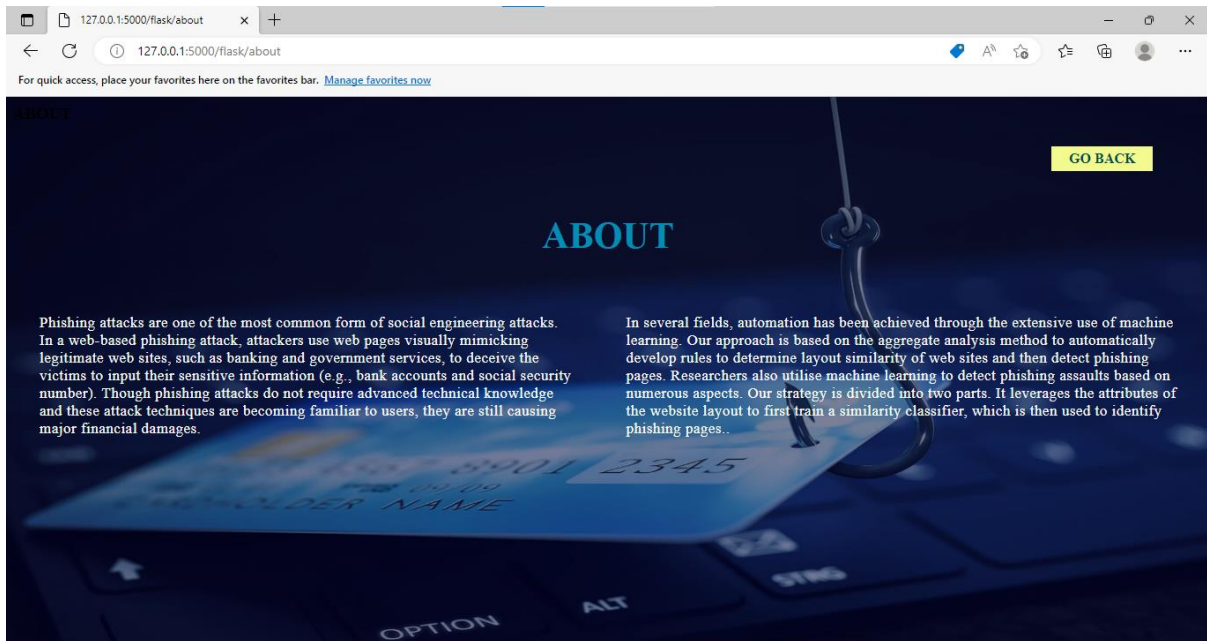 127.0.0.1:5000/flask/about
127.0.0.1:5000/flask/about
For quick access, place your favorites here on the favorites bar. Manage favorites now
ABOUT
GO BACK
ABOUT
Phishing attacks are one of the most common form of social engineering attacks.
In a web-based phishing attack, attackers use web pages visually mimicking
legitimate web sites, such as banking and government services, to deceive the
victims to input their sensitive information (e.g., bank accounts and social security
number). Though phishing attacks do not require advanced technical knowledge
and these attack techniques are becoming familiar to users, they are still causing
major financial damages.
In several fields, automation has been achieved through the extensive use of machine
learning. Our approach is based on the aggregate analysis method to automatically
develop rules to determine layout similarity of web sites and then detect phishing
pages. Researchers also utilise machine learning to detect phishing assaults based on
numerous aspects. Our strategy is divided into two parts. It leverages the attributes of
the website layout to first train a similarity classifier, which is then used to identify
phishing pages..
8901 2345
09/09
NAME
STRG
ALT
OPTION